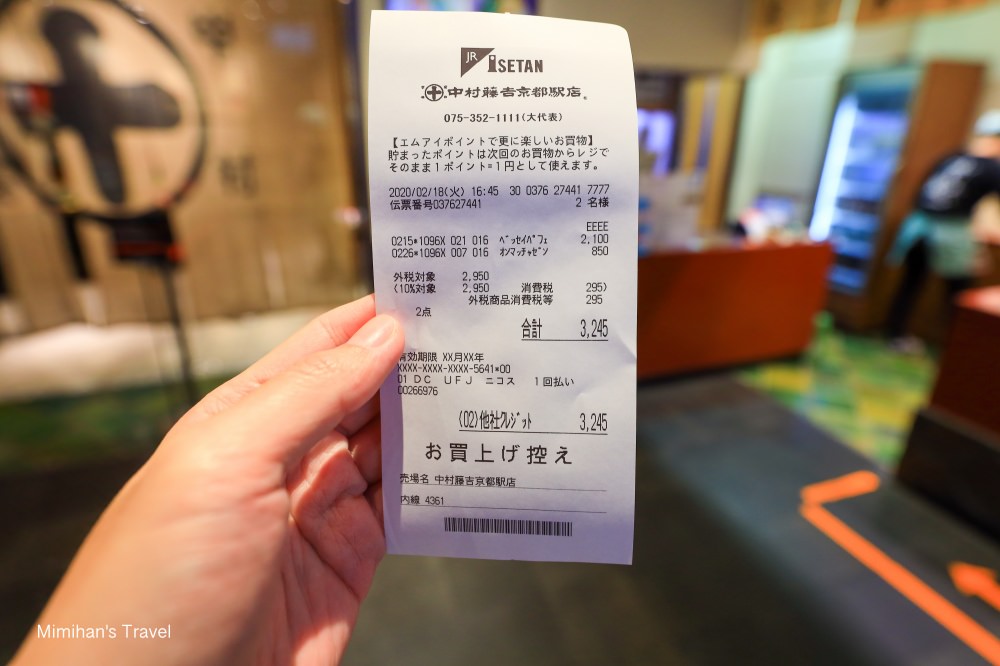 JR ISETAN
中村藤吉京都駅店
075-352-1111(大代表)
【エムアイポイントで更に楽しいお買物】
貯まったポイントは次回のお買物からレジで
そのまま1ポイント=1円として使えます。
2020/02/18(火) 16:45 30 0376 27441 7777
伝票番号037627441 2 名様
EEEE
0215*1096X 021 016 ベッセイパフェ 2,100
0226*1096X 007 016 オンマッチャゼン 850
外税対象 2,950
(10%対象 2,950 消費税 295)
外税商品消費税等 295
2点
合計 3,245
有効期限 XX月XX年
XXXX-XXXX-XXXX-5641*00
01 DC UFJ ニコス 1回払い
00266976
(02)他社クレジット 3,245
お買上げ控え
売場名 中村藤吉京都駅店
内線 4361
Mimihan's Travel